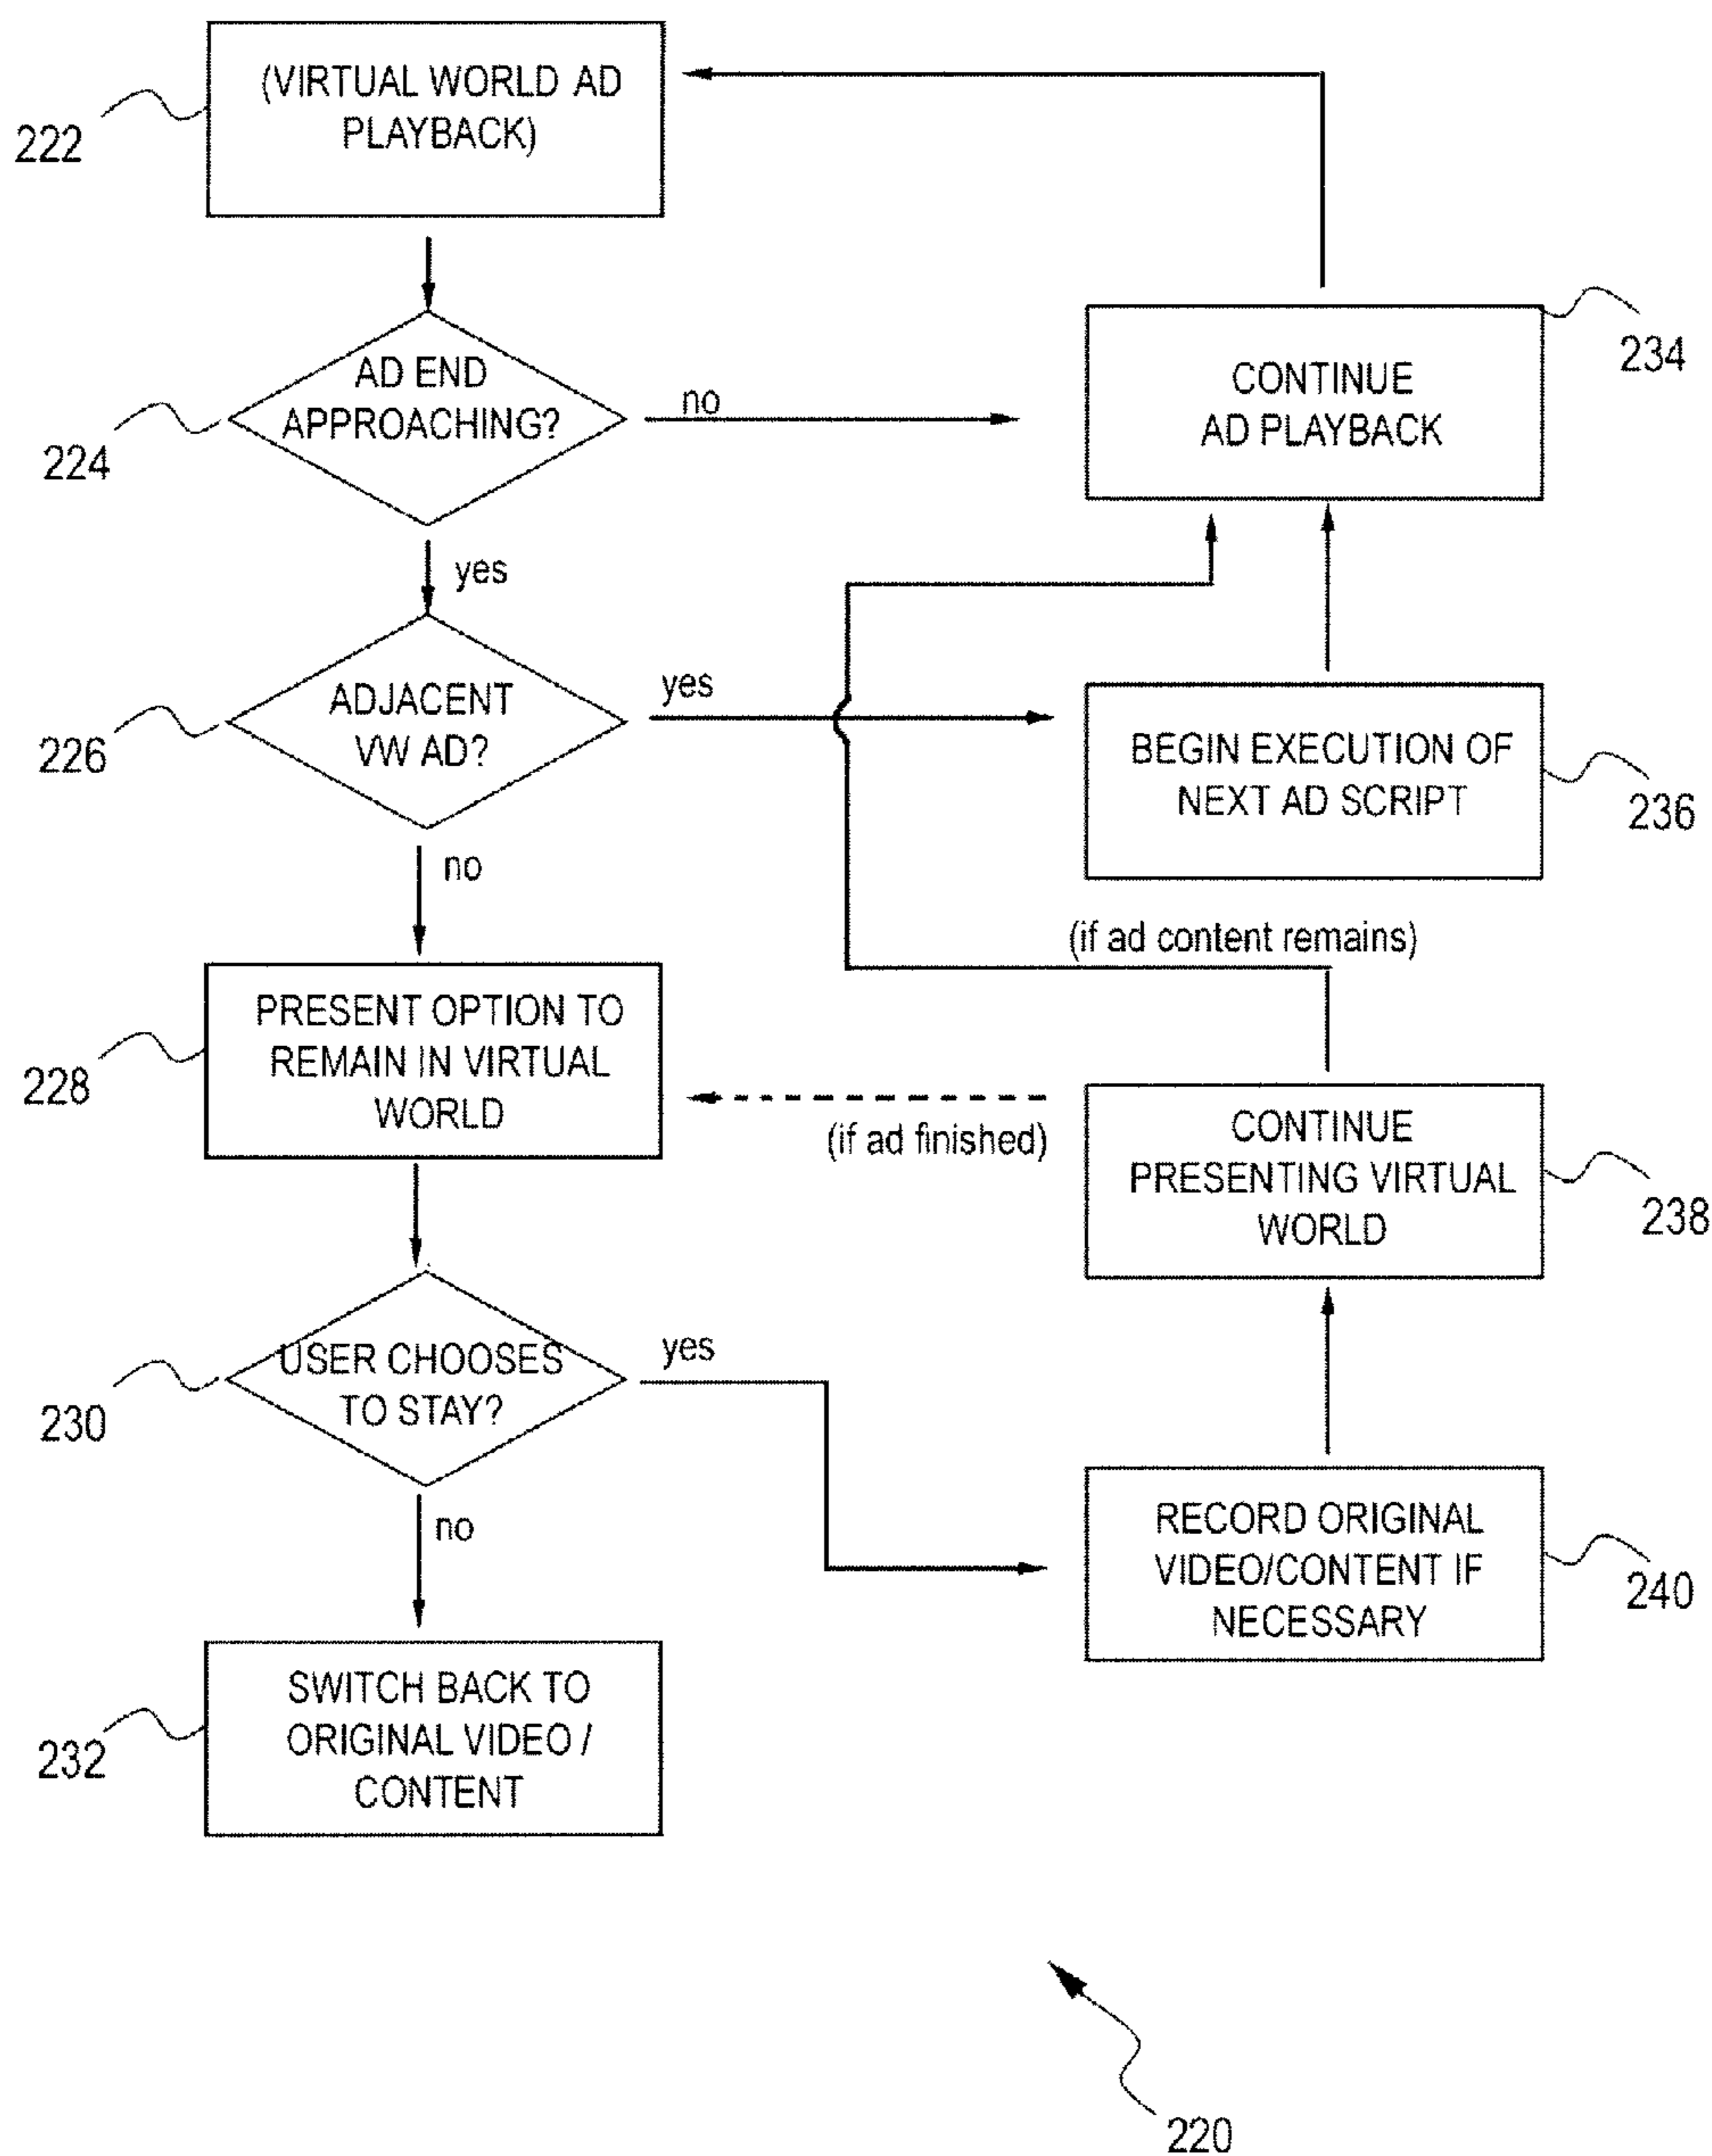 (VIRTUAL WORLD AD
PLAYBACK)
222
AD END
APPROACHING?
224
no
CONTINUE
AD PLAYBACK
234
yes
ADJACENT
VW AD?
226
yes
BEGIN EXECUTION OF
NEXT AD SCRIPT
236
no
(if ad content remains)
PRESENT OPTION TO
REMAIN IN VIRTUAL
WORLD
228
(if ad finished)
CONTINUE
PRESENTING VIRTUAL
WORLD
238
USER CHOOSES
TO STAY?
230
yes
RECORD ORIGINAL
VIDEO/CONTENT IF
NECESSARY
240
no
SWITCH BACK TO
ORIGINAL VIDEO /
CONTENT
232
220